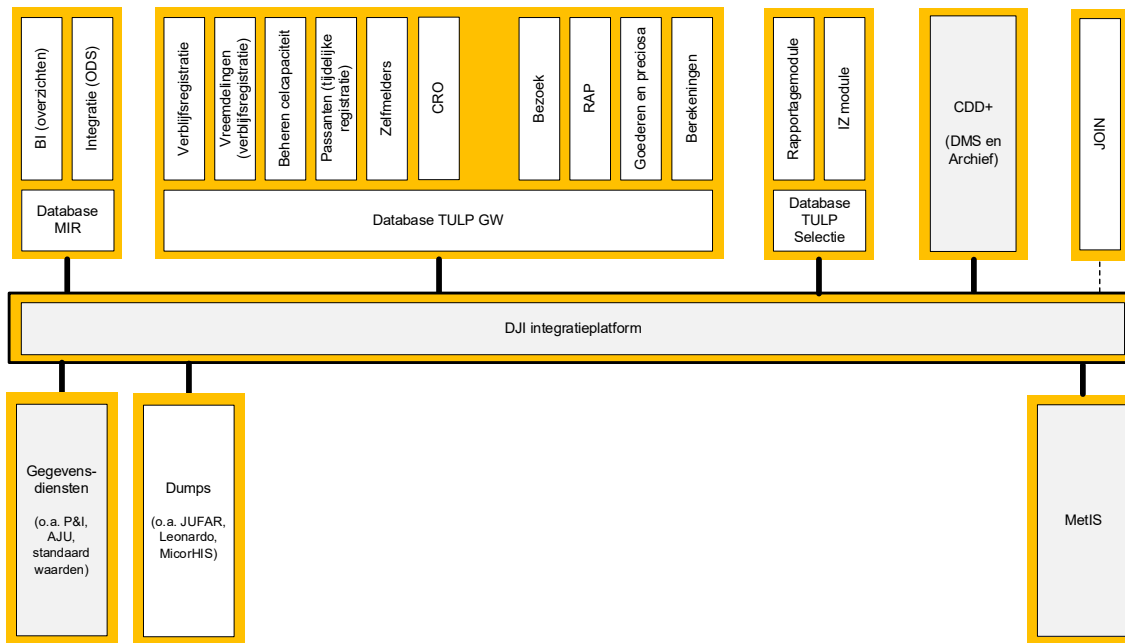 BI (overzichten)
Integratie (ODS)
Database
MIR
Verblijfsregistratie
Vreemdelingen
(verblijfsregistratie)
Beheren celcapaciteit
Passanten (tijdelijke
registratie)
Zelfmelders
CRO
Bezoek
RAP
Goederen en preciosa
Berekeningen
Database TULP GW
Rapportagemodule
IZ module
Database
TULP
Selectie
CDD+
(DMS en
Archief)
JOIN
DJI integratieplatform
Gegevens-
diensten
(o.a. P&I,
AJU,
standaard
waarden)
Dumps
(o.a. JUFAR,
Leonardo,
MicorHIS)
MetIS